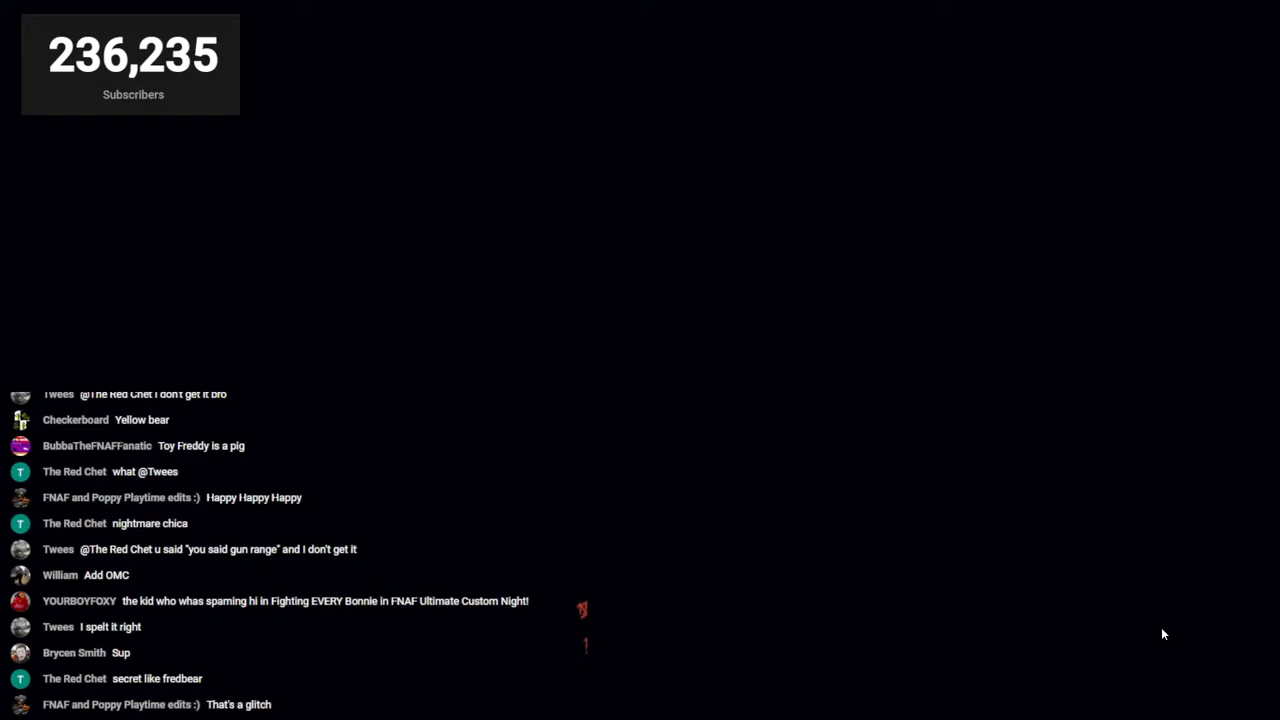 236,235
Subscribers
Twees @The Red Chet I don't get it bro
Checkerboard Yellow bear
BubbaTheFNAFFanatic Toy Freddy is a pig
T The Red Chet what @Twees
FNAF and Poppy Playtime edits :) Happy Happy Happy
T The Red Chet nightmare chica
Twees @The Red Chet u said "you said gun range" and I don't get it
William Add OMC
YOURBOYFOXY the kid who whas spaming hi in Fighting EVERY Bonnie in FNAF Ultimate Custom Night!
Twees I spelt it right
!
Brycen Smith Sup
T The Red Chet secret like fredbear
FNAF and Poppy Playtime edits :) That's a glitch